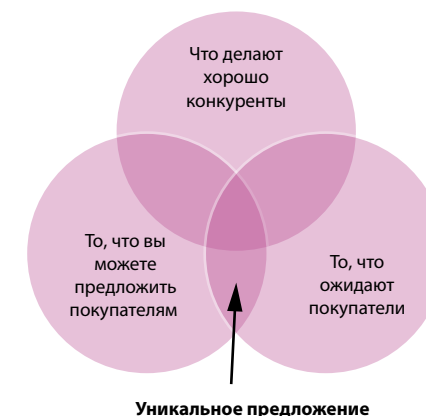 Что делают
хорошо
конкуренты
То, что вы
можете
предложить
покупателям
То, что
ожидают
покупатели
Уникальное предложение